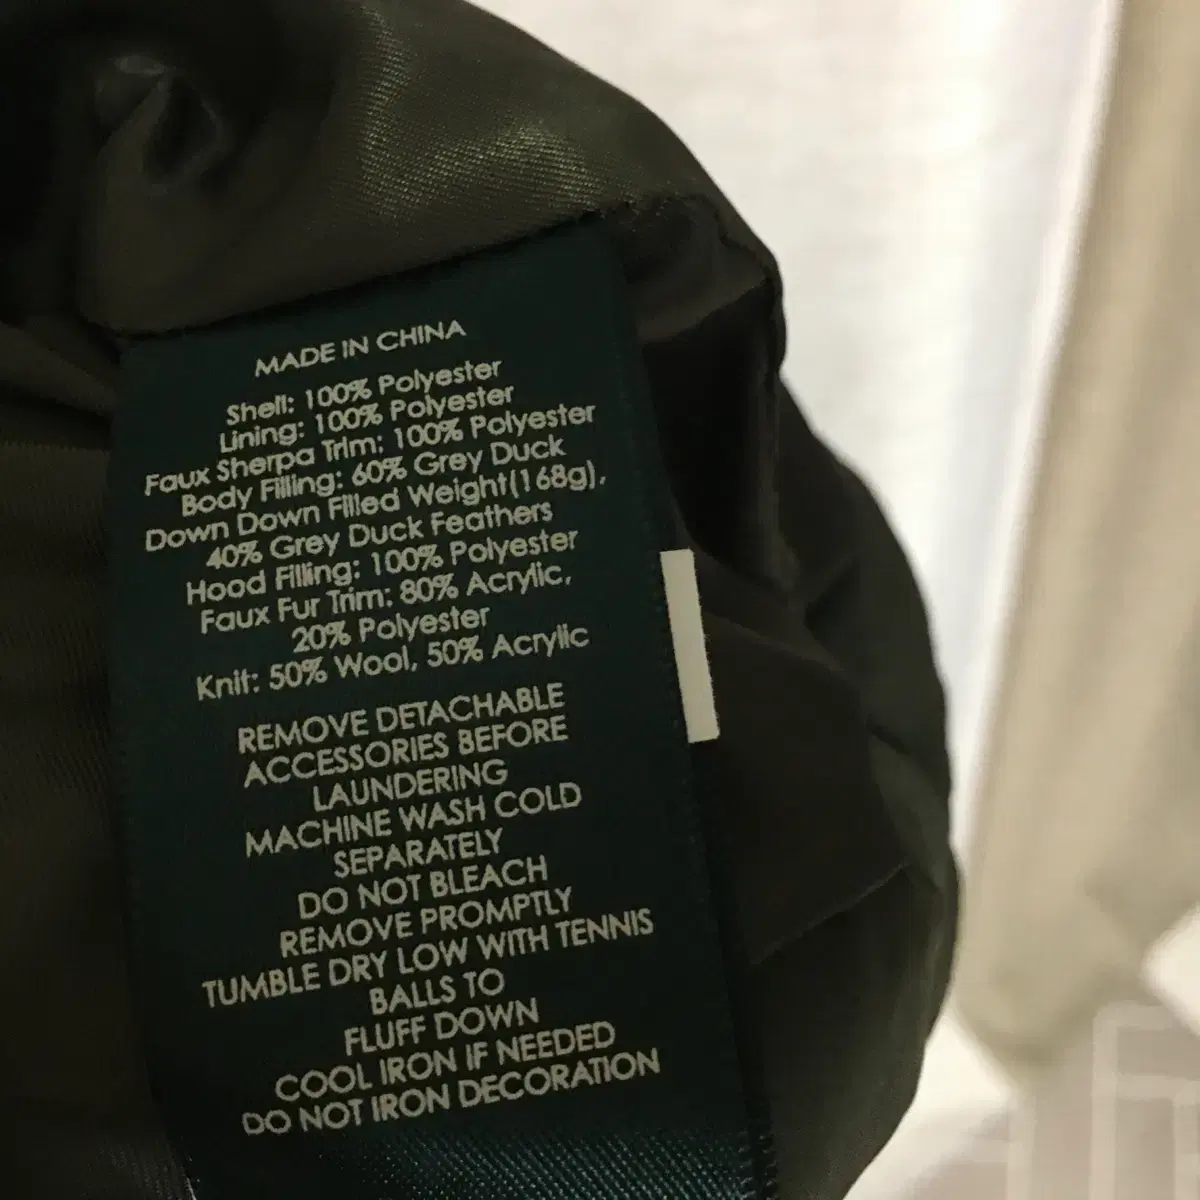 MADE IN CHINA
Shell: 100% Polyester
Lining: 100% Polyester
Faux Sherpa Trim: 100% Polyester
Body Filling: 60% Grey Duck
Down Down Filled Weight(168g),
40% Grey Duck Feathers
Hood Filling: 100% Polyester
Faux Fur Trim: 80% Acrylic,
20% Polyester
Knit: 50% Wool, 50% Acrylic
REMOVE DETACHABLE
ACCESSORIES BEFORE
LAUNDERING
MACHINE WASH COLD
SEPARATELY
DO NOT BLEACH
REMOVE PROMPTLY
TUMBLE DRY LOW WITH TENNIS
BALLS TO
FLUFF DOWN
COOL IRON IF NEEDED
DO NOT IRON DECORATION